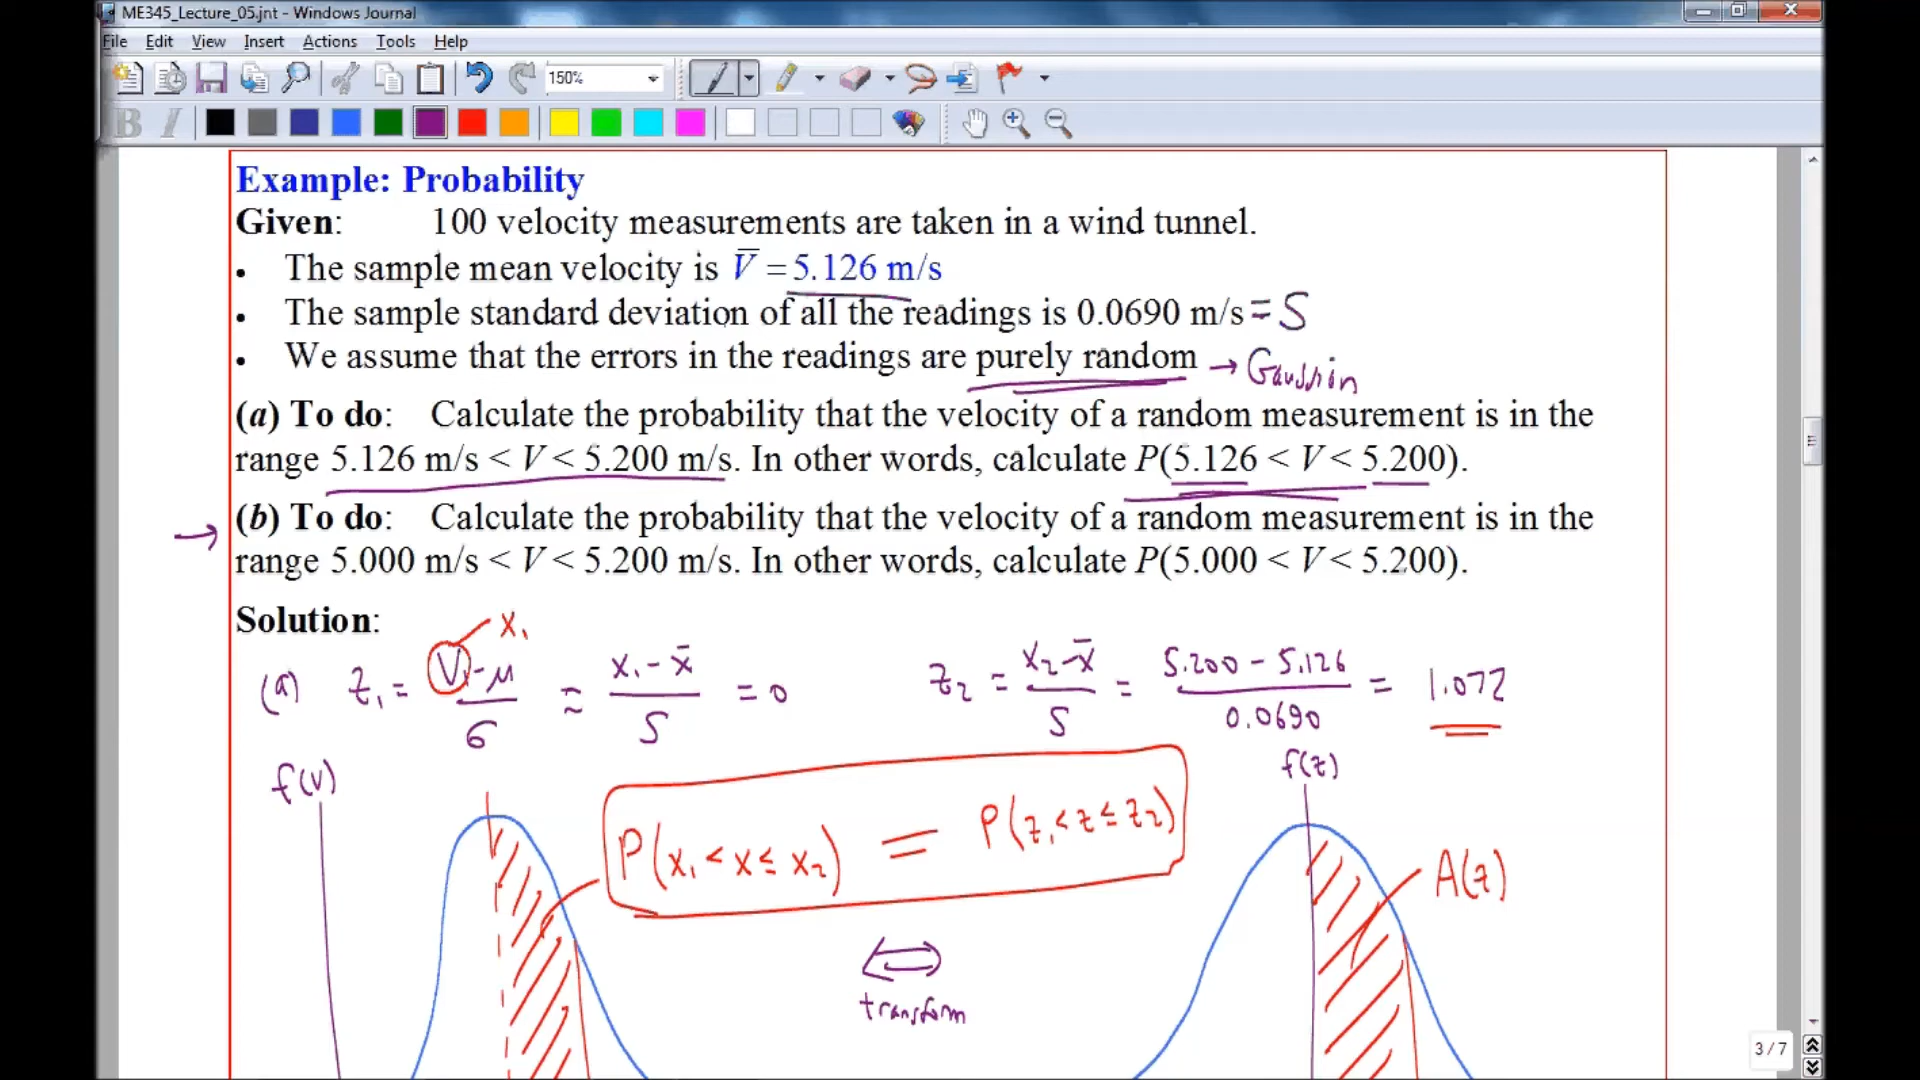 ME345_Lecture_05.jnt - Windows Journal
File Edit View Insert Actions Tools Help
150%
B I
Example: Probability
Given: 100 velocity measurements are taken in a wind tunnel.
• The sample mean velocity is V̅ = 5.126 m/s
• The sample standard deviation of all the readings is 0.0690 m/s = S
• We assume that the errors in the readings are purely random → Gaussian
(a) To do: Calculate the probability that the velocity of a random measurement is in the
range 5.126 m/s < V < 5.200 m/s. In other words, calculate P(5.126 < V < 5.200).
→ (b) To do: Calculate the probability that the velocity of a random measurement is in the
range 5.000 m/s < V < 5.200 m/s. In other words, calculate P(5.000 < V < 5.200).
Solution:
x₁
(a) z₁ = (V₁ - μ)/σ ≈ (x₁ - x̄)/S = 0 z₂ = (x₂ - x̄)/S = (5.200 - 5.126)/0.0690 = 1.072
f(V) f(z)
P(x₁ < x ≤ x₂) = P(z₁ < z ≤ z₂)
A(z)
transform
3 / 7